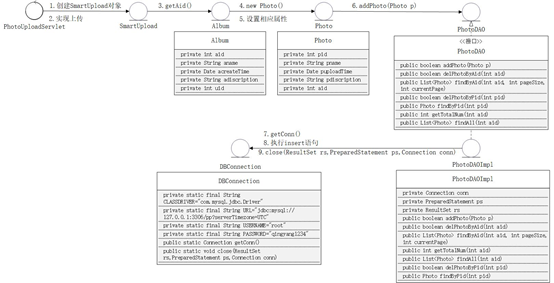 1.创建SmartUpload对象
2.实现上传
3.getAid()
4.new Photo()
5.设置相应属性
6.addPhoto(Photo p)
PhotoUploadServlet
SmartUpload
Album
Photo
PhotoDAO
Album
private int aid
private String aname
private Date acreateTime
private String adiscription
private int uid
Photo
private int pid
private String pname
private Date puploadTime
private String pdiscription
private int aid
<<接口>>
PhotoDAO
public boolean addPhoto(Photo p)
public boolean delPhotoByAid(int aid)
public List(Photo) findByAid(int aid, int pageSize,
int currentPage)
public boolean delPhotoByPid(int pid)
public Photo findByPid(int pid)
public int getTotalNum(int aid)
public List(Photo) findAll(int aid)
7.getConn()
8.执行insert语句
9.close(ResultSet rs,PreparedStatement ps,Connection conn)
DBConnection
PhotoDAOImpl
DBConnection
private static final String
CLASSDRIVER="com.mysql.jdbc.Driver"
private static final String URL="jdbc:mysql://
127.0.0.1:3306/pp?serverTimezone=UTC"
private static final String USERNAME="root"
private static final String PASSWORD="qingyang1234"
public static Connection getConn()
public static void close(ResultSet
rs,PreparedStatement ps,Connection conn)
PhotoDAOImpl
private Connection conn
private PreparedStatement ps
private ResultSet rs
public boolean addPhoto(Photo p)
public boolean delPhotoByAid(int aid)
public List(Photo) findByAid(int aid, int pageSize,
int currentPage)
public int getTotalNum(int aid)
public List(Photo) findAll(int aid)
public boolean delPhotoByPid(int pid)
public Photo findByPid(int pid)